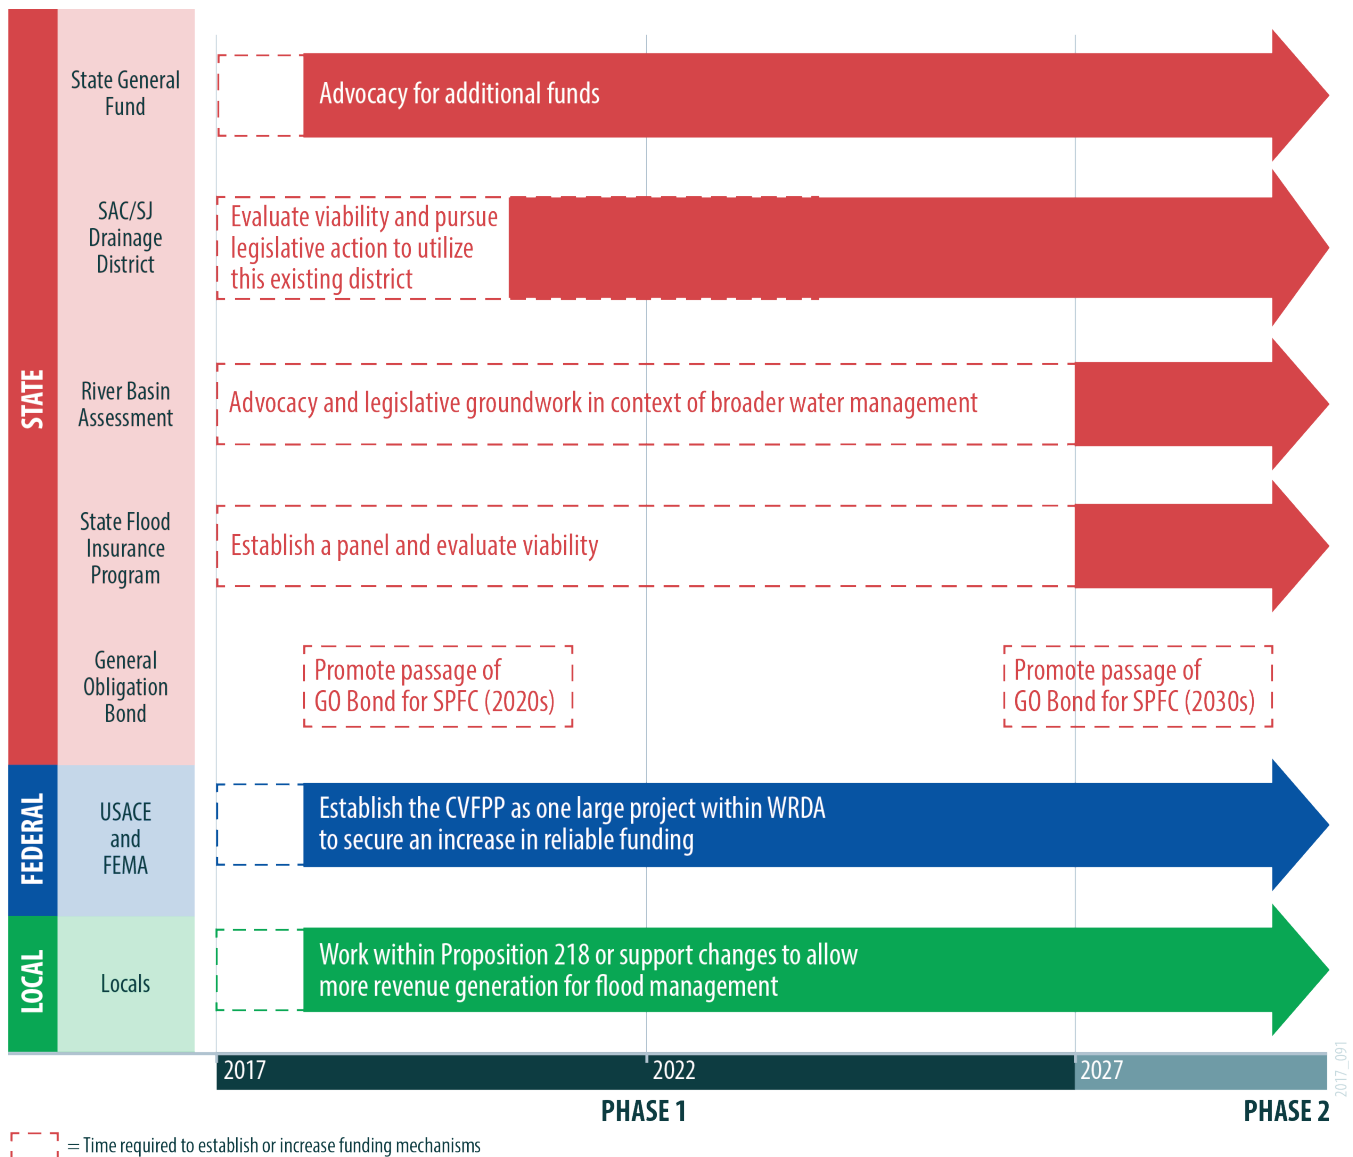 STATE
State General
Fund
Advocacy for additional funds
SAC/SJ
Drainage
District
Evaluate viability and pursue
legislative action to utilize
this existing district
River Basin
Assessment
Advocacy and legislative groundwork in context of broader water management
State Flood
Insurance
Program
Establish a panel and evaluate viability
General
Obligation
Bond
Promote passage of
GO Bond for SPFC (2020s)
Promote passage of
GO Bond for SPFC (2030s)
FEDERAL
USACE
and
FEMA
Establish the CVFPP as one large project within WRDA
to secure an increase in reliable funding
LOCAL
Locals
Work within Proposition 218 or support changes to allow
more revenue generation for flood management
2017
2022
2027
PHASE 1
PHASE 2
2017_091
= Time required to establish or increase funding mechanisms